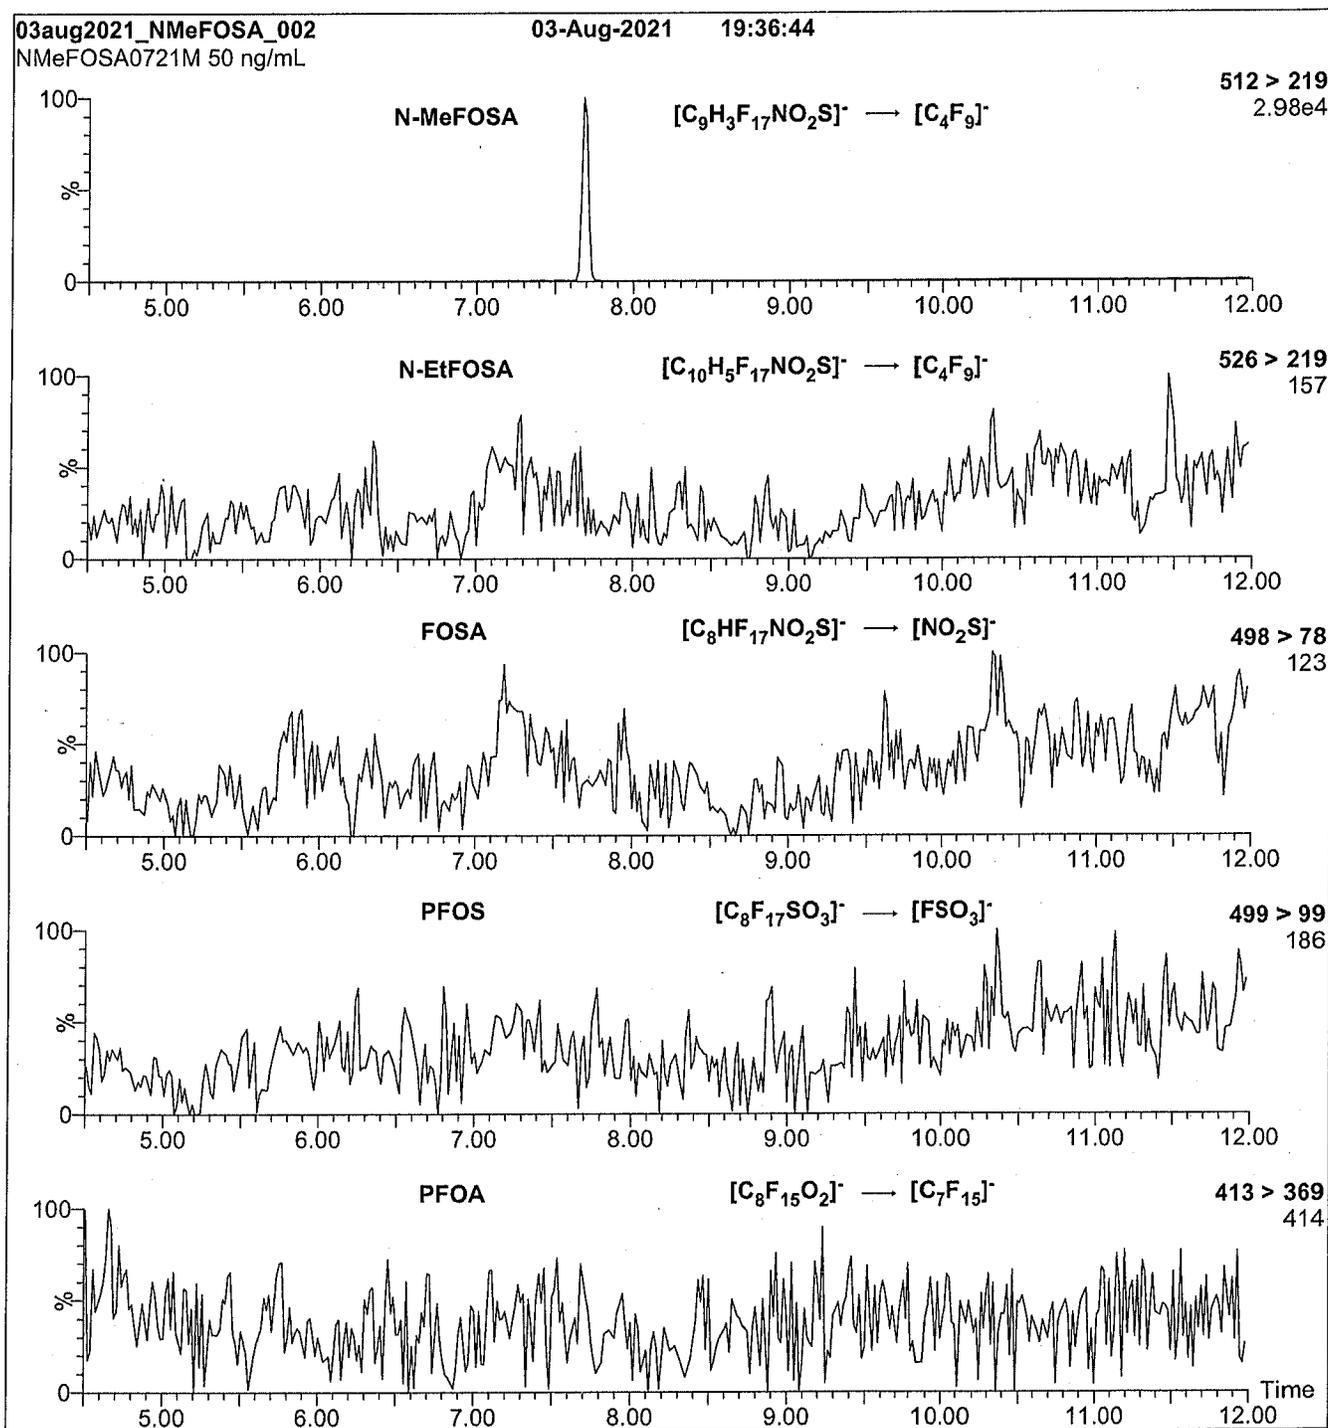 03aug2021_NMeFOSA_002 03-Aug-2021 19:36:44
NMeFOSA0721M 50 ng/mL
512 > 219
2.98e4
N-MeFOSA [C₉H₃F₁₇NO₂S]⁻ → [C₄F₉]⁻
100
%
0
5.00 6.00 7.00 8.00 9.00 10.00 11.00 12.00
526 > 219
157
N-EtFOSA [C₁₀H₅F₁₇NO₂S]⁻ → [C₄F₉]⁻
100
%
0
5.00 6.00 7.00 8.00 9.00 10.00 11.00 12.00
498 > 78
123
FOSA [C₈HF₁₇NO₂S]⁻ → [NO₂S]⁻
100
%
0
5.00 6.00 7.00 8.00 9.00 10.00 11.00 12.00
499 > 99
186
PFOS [C₈F₁₇SO₃]⁻ → [FSO₃]⁻
100
%
0
5.00 6.00 7.00 8.00 9.00 10.00 11.00 12.00
413 > 369
414
PFOA [C₈F₁₅O₂]⁻ → [C₇F₁₅]⁻
100
%
0
Time
5.00 6.00 7.00 8.00 9.00 10.00 11.00 12.00